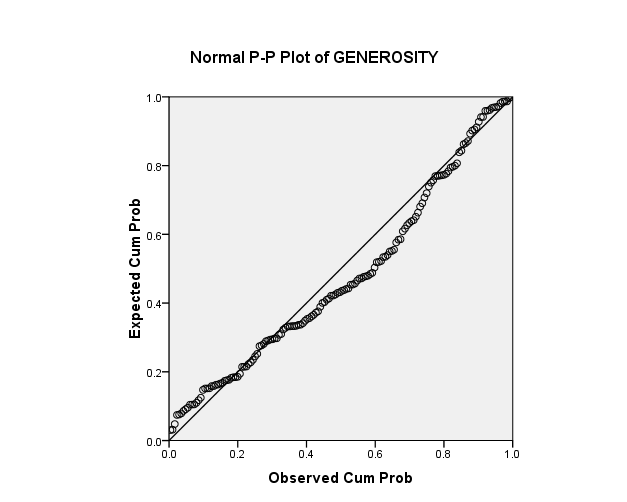 Normal P-P Plot of GENEROSITY
Expected Cum Prob
1.0
0.8
0.6
0.4
0.2
0.0
0.0 0.2 0.4 0.6 0.8 1.0
Observed Cum Prob